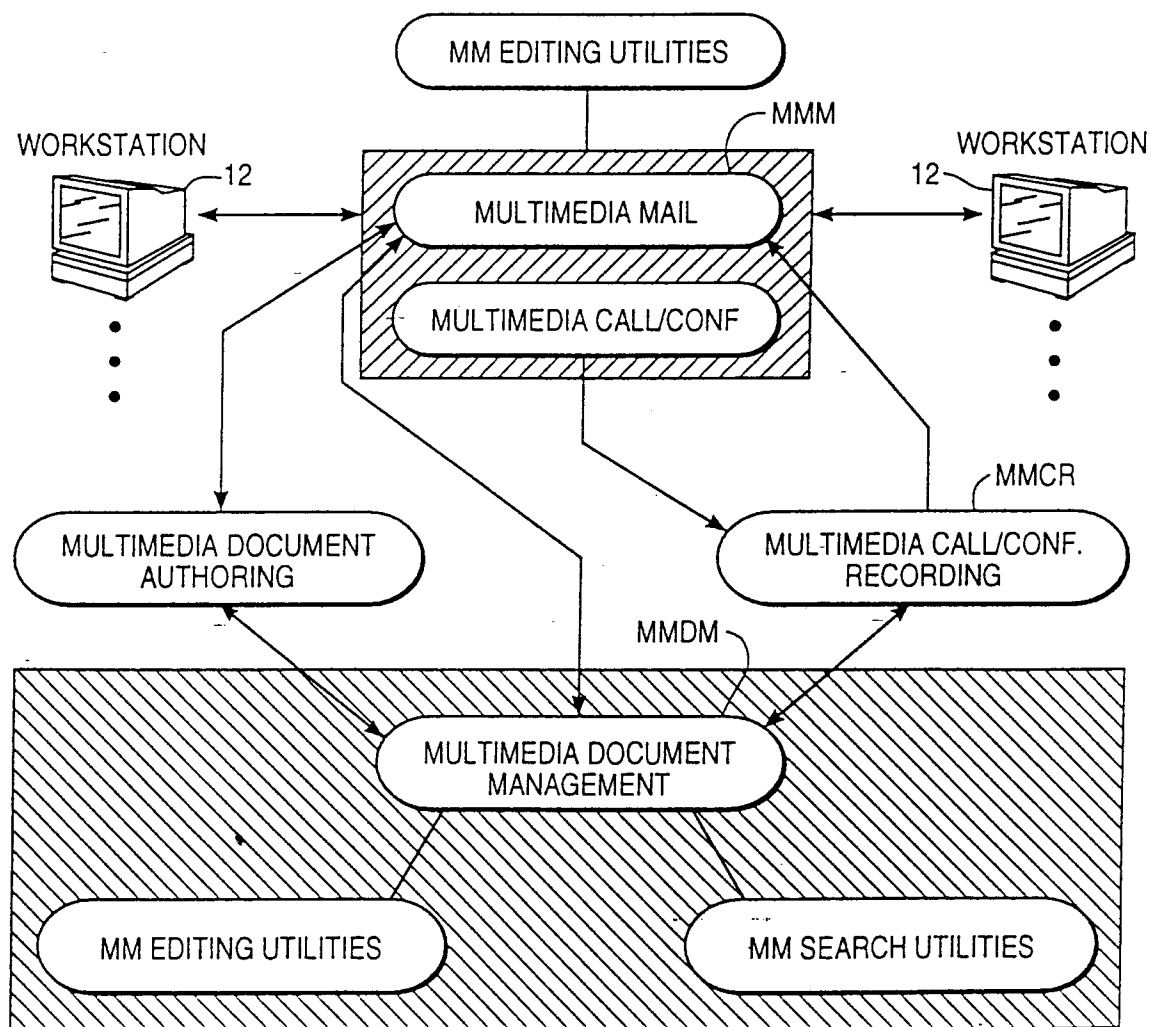 MM EDITING UTILITIES
MMM
WORKSTATION
WORKSTATION
12
12
MULTIMEDIA MAIL
MULTIMEDIA CALL/CONF
MMCR
MULTIMEDIA DOCUMENT
AUTHORING
MULTIMEDIA CALL/CONF.
RECORDING
MMDM
MULTIMEDIA DOCUMENT
MANAGEMENT
MM EDITING UTILITIES
MM SEARCH UTILITIES